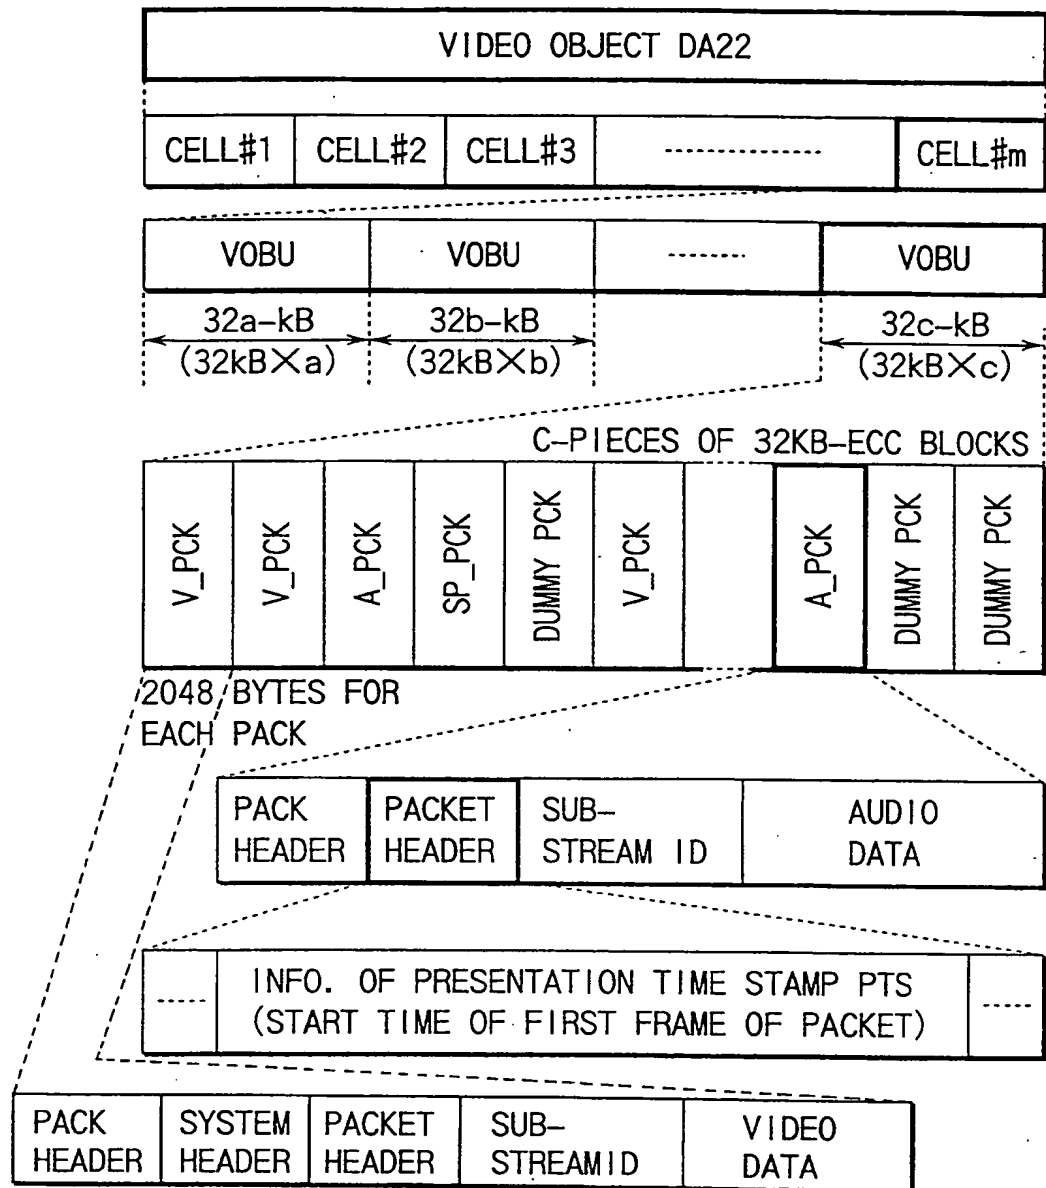 VIDEO OBJECT DA22
CELL#1 CELL#2 CELL#3 CELL#m
VOBU VOBU VOBU
32a-kB 32b-kB 32c-kB
(32kB×a) (32kB×b) (32kB×c)
C-PIECES OF 32KB-ECC BLOCKS
V_PCK
V_PCK
A_PCK
SP_PCK
DUMMY PCK
V_PCK
A_PCK
DUMMY PCK
DUMMY PCK
2048 BYTES FOR
EACH PACK
PACK PACKET SUB- AUDIO
HEADER HEADER STREAM ID DATA
INFO. OF PRESENTATION TIME STAMP PTS
(START TIME OF FIRST FRAME OF PACKET)
PACK SYSTEM PACKET SUB- VIDEO
HEADER HEADER HEADER STREAMID DATA